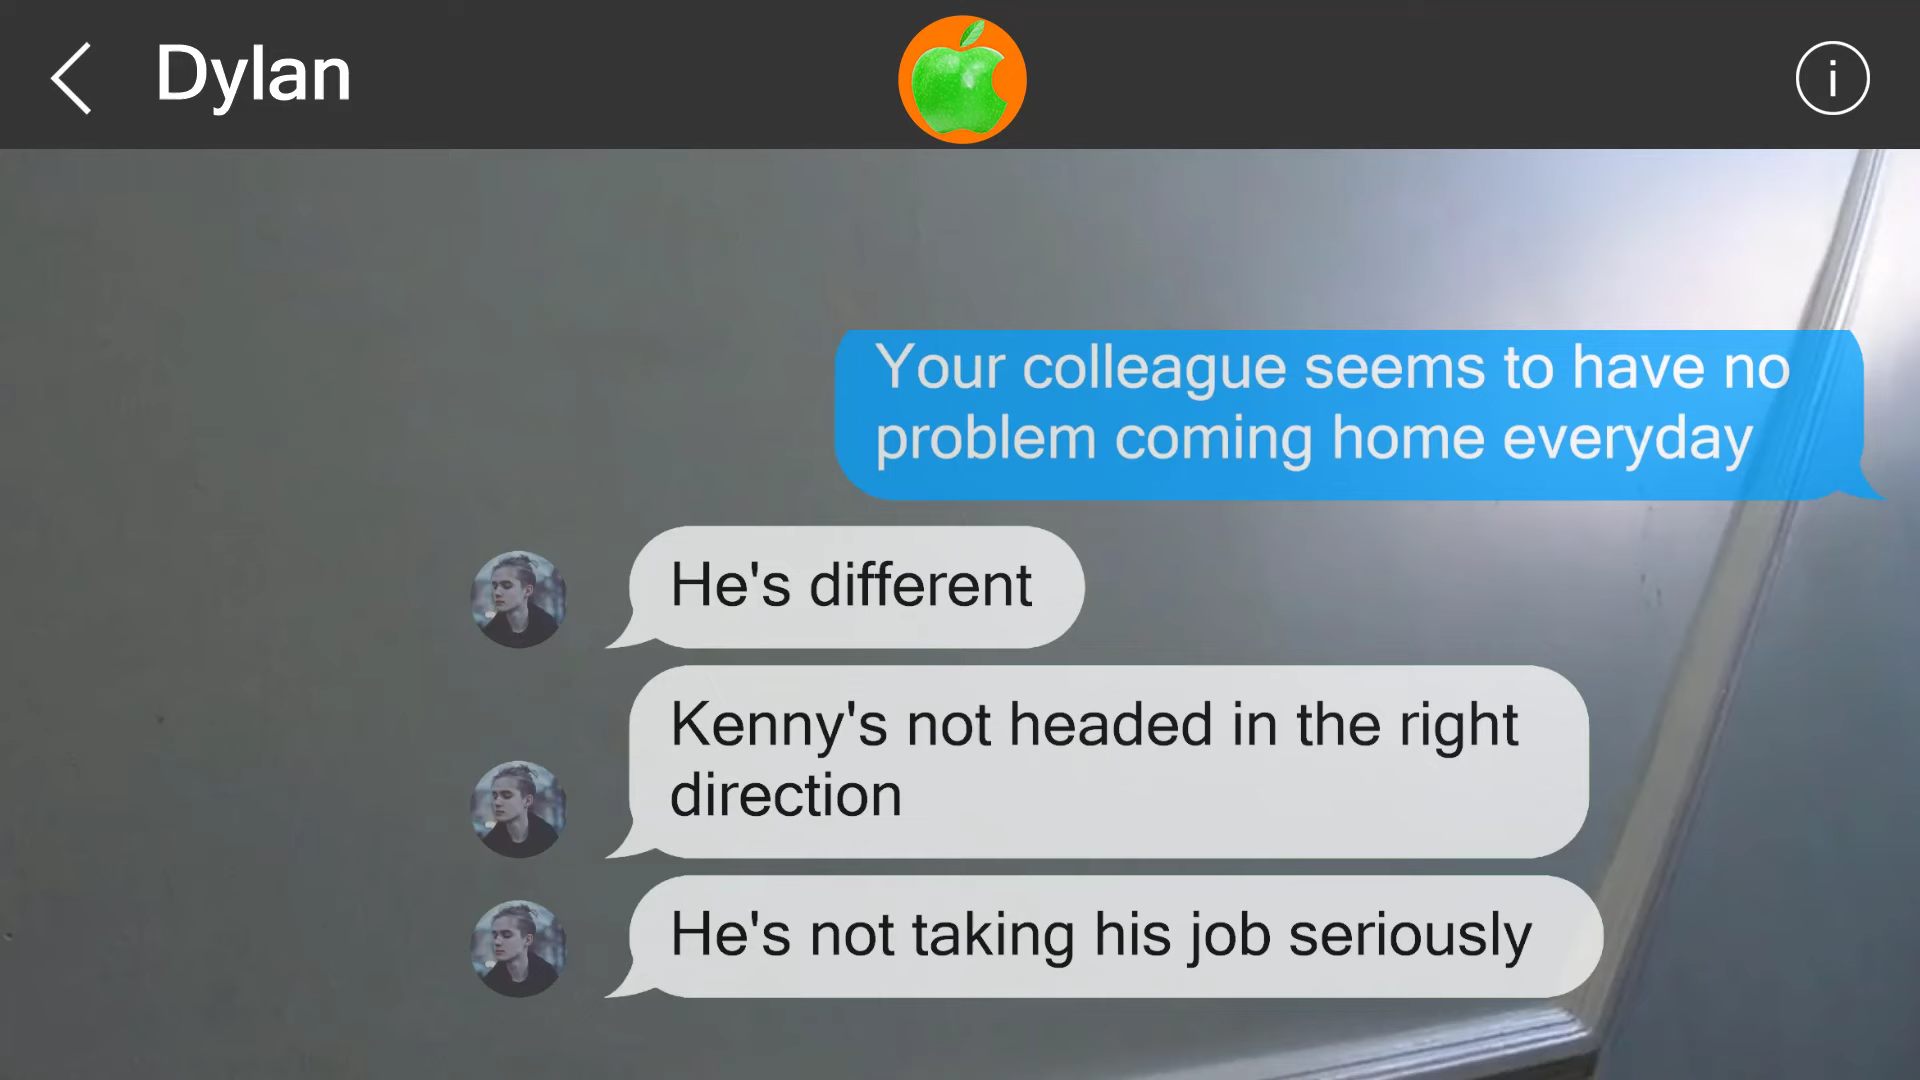 Dylan
i
Your colleague seems to have no
problem coming home everyday
He's different
Kenny's not headed in the right
direction
He's not taking his job seriously